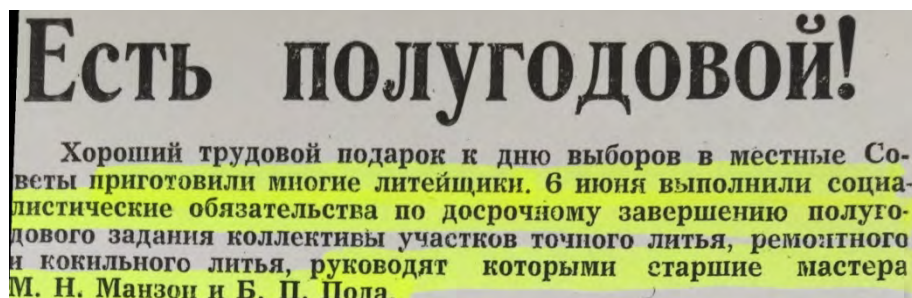 Есть полугодовой!
Хороший трудовой подарок к дню выборов в местные Со-
веты приготовили многие литейщики. 6 июня выполнили социа-
листические обязательства по досрочному завершению полуго-
дового задания коллективы участков точного литья, ремонтного
и кокильного литья, руководят которыми старшие мастера
М. Н. Манзон и Б. П. Пода.